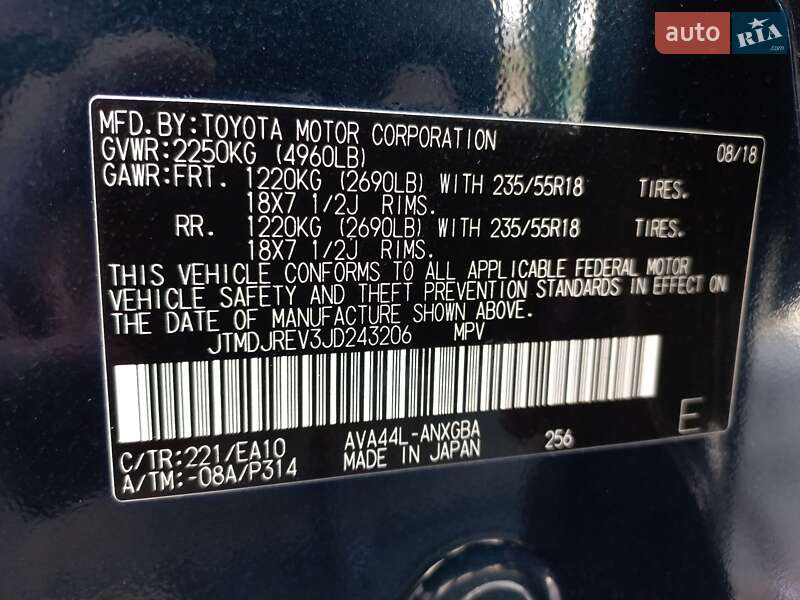 auto RIA.com
MFD.BY:TOYOTA MOTOR CORPORATION 08/18
GVWR:2250KG (4960LB)
GAWR:FRT. 1220KG (2690LB) WITH 235/55R18 TIRES.
18X7 1/2J RIMS.
RR. 1220KG (2690LB) WITH 235/55R18 TIRES.
18X7 1/2J RIMS.
THIS VEHICLE CONFORMS TO ALL APPLICABLE FEDERAL MOTOR
VEHICLE SAFETY AND THEFT PREVENTION STANDARDS IN EFFECT ON
THE DATE OF MANUFACTURE SHOWN ABOVE.
JTMDJREV3JD243206 MPV
C/TR:221/EA10 AVA44L-ANXGBA 256 E
A/TM:-08A/P314 MADE IN JAPAN